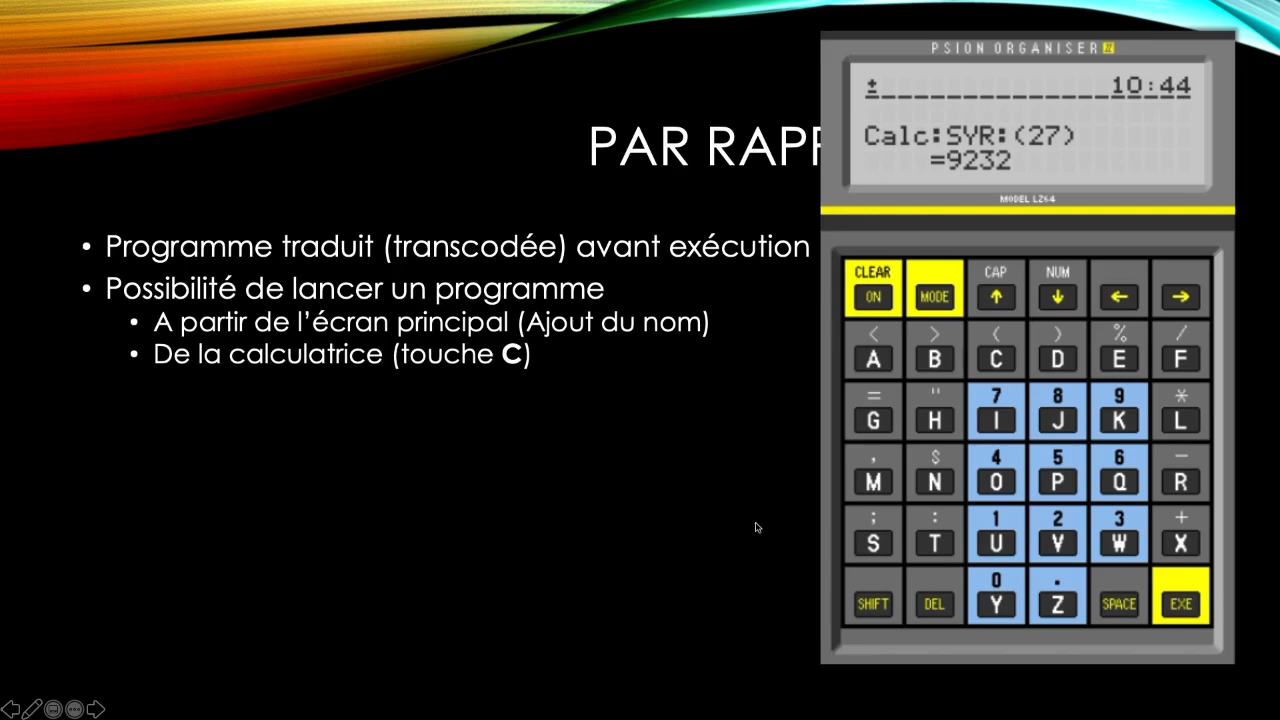 PAR RAPP
• Programme traduit (transcodée) avant exécution
• Possibilité de lancer un programme
• A partir de l’écran principal (Ajout du nom)
• De la calculatrice (touche C)
PSION ORGANISER II
± 10:44
Calc:SYR:(27)
=9232
MODEL LZ64
CLEAR CAP NUM
ON MODE ↑ ↓ ← →
< > ( ) % /
A B C D E F
= " 7 8 9 *
G H I J K L
, $ 4 5 6 −
M N O P Q R
; : 1 2 3 +
S T U V W X
0 .
SHIFT DEL Y Z SPACE EXE